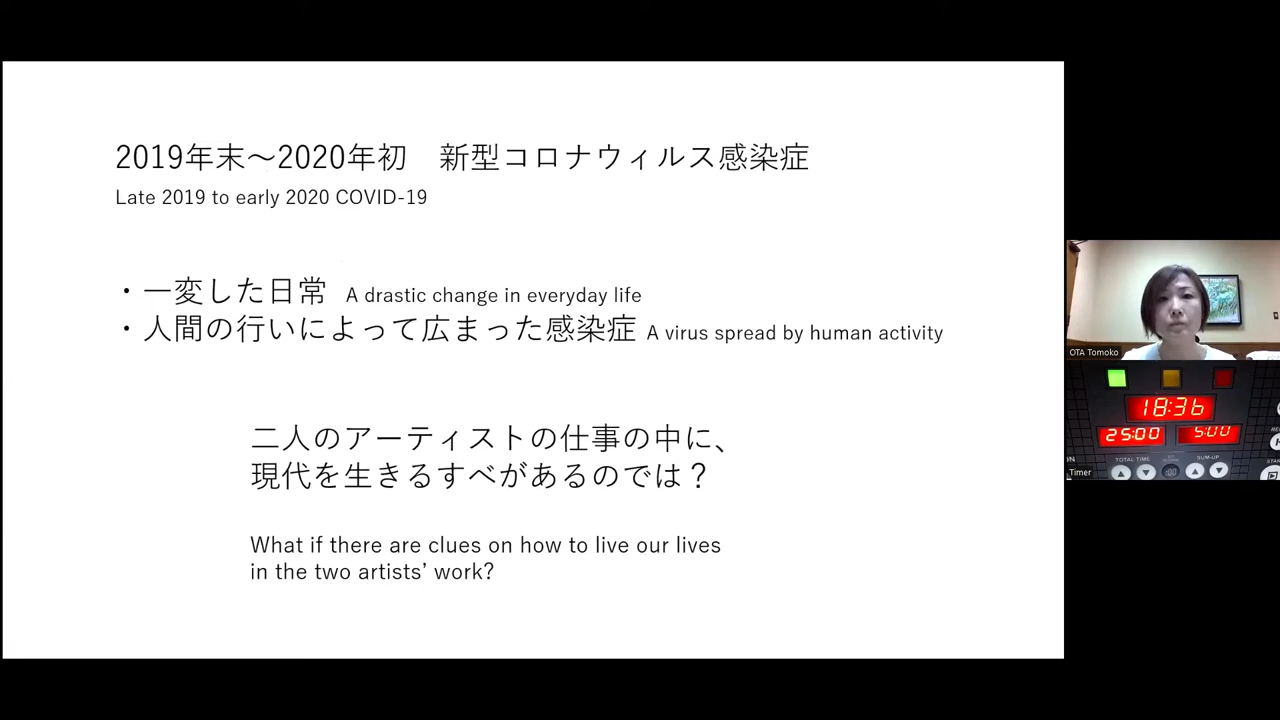 2019年末～2020年初　新型コロナウィルス感染症
Late 2019 to early 2020 COVID-19
・一変した日常 A drastic change in everyday life
・人間の行いによって広まった感染症 A virus spread by human activity
二人のアーティストの仕事の中に、
現代を生きるすべがあるのでは？
What if there are clues on how to live our lives
in the two artists’ work?
OTA Tomoko
18:36
25:00 5:00
TOTAL TIME SUM-UP
Timer